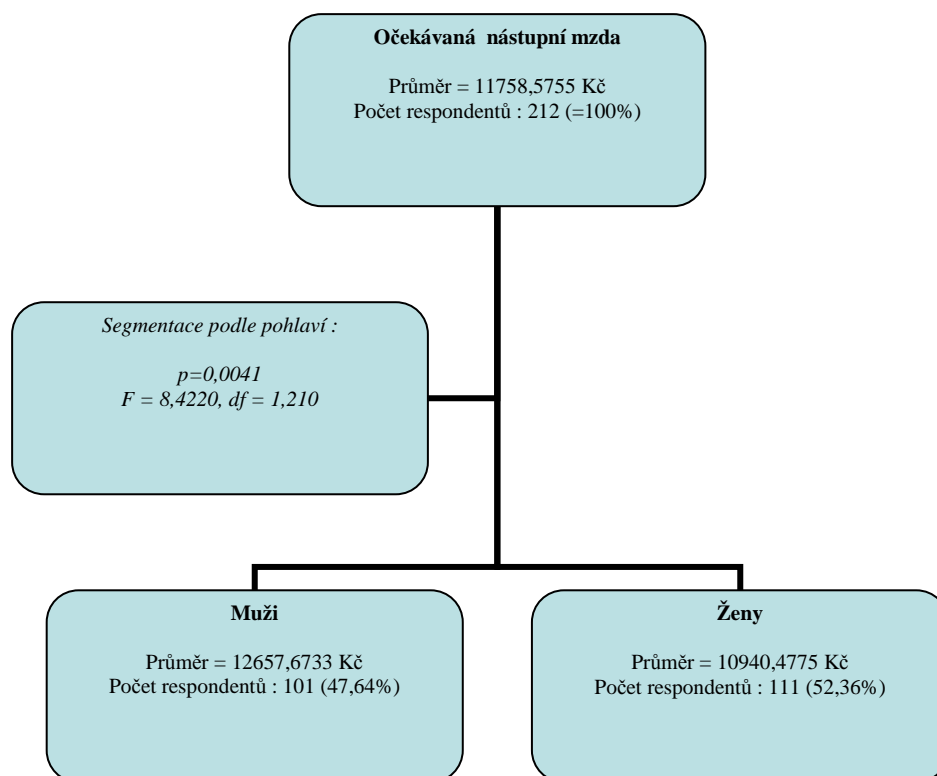 Očekávaná nástupní mzda
Průměr = 11758,5755 Kč
Počet respondentů : 212 (=100%)
Segmentace podle pohlaví :
p=0,0041
F = 8,4220, df = 1,210
Muži
Průměr = 12657,6733 Kč
Počet respondentů : 101 (47,64%)
Ženy
Průměr = 10940,4775 Kč
Počet respondentů : 111 (52,36%)